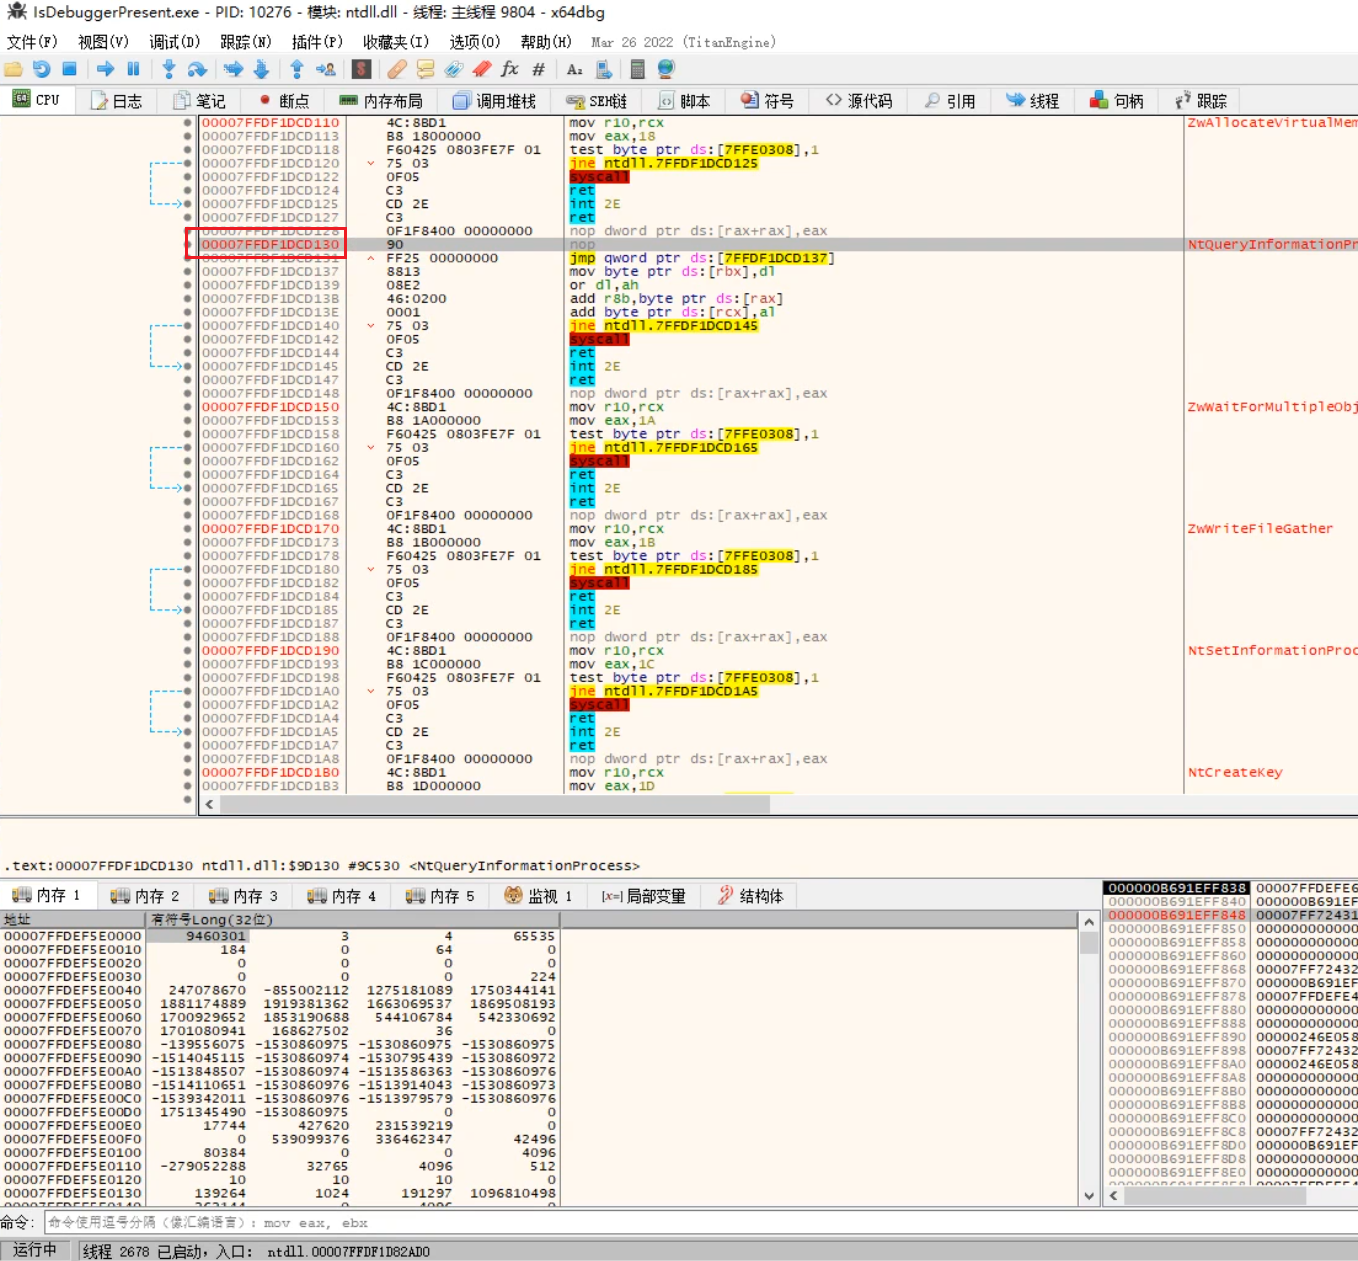 IsDebuggerPresent.exe - PID: 10276 - 模块: ntdll.dll - 线程: 主线程 9804 - x64dbg
文件(F) 视图(V) 调试(D) 跟踪(N) 插件(P) 收藏夹(I) 选项(O) 帮助(H) Mar 26 2022 (TitanEngine)
CPU 日志 笔记 断点 内存布局 调用堆栈 SEH链 脚本 符号 源代码 引用 线程 句柄 跟踪
00007FFDF1DCD110 4C:8BD1 mov r10,rcx ZwAllocateVirtualMem
00007FFDF1DCD113 B8 18000000 mov eax,18
00007FFDF1DCD118 F60425 0803FE7F 01 test byte ptr ds:[7FFE0308],1
00007FFDF1DCD120 75 03 jne ntdll.7FFDF1DCD125
00007FFDF1DCD122 0F05 syscall
00007FFDF1DCD124 C3 ret
00007FFDF1DCD125 CD 2E int 2E
00007FFDF1DCD127 C3 ret
00007FFDF1DCD128 0F1F8400 00000000 nop dword ptr ds:[rax+rax],eax
00007FFDF1DCD130 90 nop NtQueryInformationPr
00007FFDF1DCD131 FF25 00000000 jmp qword ptr ds:[7FFDF1DCD137]
00007FFDF1DCD137 8813 mov byte ptr ds:[rbx],dl
00007FFDF1DCD139 08E2 or dl,ah
00007FFDF1DCD13B 46:0200 add r8b,byte ptr ds:[rax]
00007FFDF1DCD13E 0001 add byte ptr ds:[rcx],al
00007FFDF1DCD140 75 03 jne ntdll.7FFDF1DCD145
00007FFDF1DCD142 0F05 syscall
00007FFDF1DCD144 C3 ret
00007FFDF1DCD145 CD 2E int 2E
00007FFDF1DCD147 C3 ret
00007FFDF1DCD148 0F1F8400 00000000 nop dword ptr ds:[rax+rax],eax
00007FFDF1DCD150 4C:8BD1 mov r10,rcx ZwWaitForMultipleObj
00007FFDF1DCD153 B8 1A000000 mov eax,1A
00007FFDF1DCD158 F60425 0803FE7F 01 test byte ptr ds:[7FFE0308],1
00007FFDF1DCD160 75 03 jne ntdll.7FFDF1DCD165
00007FFDF1DCD162 0F05 syscall
00007FFDF1DCD164 C3 ret
00007FFDF1DCD165 CD 2E int 2E
00007FFDF1DCD167 C3 ret
00007FFDF1DCD168 0F1F8400 00000000 nop dword ptr ds:[rax+rax],eax
00007FFDF1DCD170 4C:8BD1 mov r10,rcx ZwWriteFileGather
00007FFDF1DCD173 B8 1B000000 mov eax,1B
00007FFDF1DCD178 F60425 0803FE7F 01 test byte ptr ds:[7FFE0308],1
00007FFDF1DCD180 75 03 jne ntdll.7FFDF1DCD185
00007FFDF1DCD182 0F05 syscall
00007FFDF1DCD184 C3 ret
00007FFDF1DCD185 CD 2E int 2E
00007FFDF1DCD187 C3 ret
00007FFDF1DCD188 0F1F8400 00000000 nop dword ptr ds:[rax+rax],eax
00007FFDF1DCD190 4C:8BD1 mov r10,rcx NtSetInformationProc
00007FFDF1DCD193 B8 1C000000 mov eax,1C
00007FFDF1DCD198 F60425 0803FE7F 01 test byte ptr ds:[7FFE0308],1
00007FFDF1DCD1A0 75 03 jne ntdll.7FFDF1DCD1A5
00007FFDF1DCD1A2 0F05 syscall
00007FFDF1DCD1A4 C3 ret
00007FFDF1DCD1A5 CD 2E int 2E
00007FFDF1DCD1A7 C3 ret
00007FFDF1DCD1A8 0F1F8400 00000000 nop dword ptr ds:[rax+rax],eax
00007FFDF1DCD1B0 4C:8BD1 mov r10,rcx NtCreateKey
00007FFDF1DCD1B3 B8 1D000000 mov eax,1D
.text:00007FFDF1DCD130 ntdll.dll:$9D130 #9C530 <NtQueryInformationProcess>
内存 1 内存 2 内存 3 内存 4 内存 5 监视 1 [x=]局部变量 结构体
地址 有符号Long(32位)
00007FFDEF5E0000 9460301 3 4 65535
00007FFDEF5E0010 184 0 64 0
00007FFDEF5E0020 0 0 0 0
00007FFDEF5E0030 0 0 0 224
00007FFDEF5E0040 247078670 -855002112 1275181089 1750344141
00007FFDEF5E0050 1881174889 1919381362 1663069537 1869508193
00007FFDEF5E0060 1700929652 1853190688 544106784 542330692
00007FFDEF5E0070 1701080941 168627502 36 0
00007FFDEF5E0080 -139556075 -1530860975 -1530860975 -1530860975
00007FFDEF5E0090 -1514045115 -1530860974 -1530795439 -1530860972
00007FFDEF5E00A0 -1513848507 -1530860974 -1513586363 -1530860976
00007FFDEF5E00B0 -1514110651 -1530860976 -1513914043 -1530860973
00007FFDEF5E00C0 -1539342011 -1530860976 -1513979579 -1530860976
00007FFDEF5E00D0 1751345490 -1530860975 0 0
00007FFDEF5E00E0 17744 427620 231539219 0
00007FFDEF5E00F0 0 539099376 336462347 42496
00007FFDEF5E0100 80384 0 0 4096
00007FFDEF5E0110 -279052288 32765 4096 512
00007FFDEF5E0120 10 10 10 0
00007FFDEF5E0130 139264 1024 191297 1096810498
000000B691EFF838 00007FFDEFE6
000000B691EFF840 000000B691EF
000000B691EFF848 00007FF72431
000000B691EFF850 000000000000
000000B691EFF858 000000000000
000000B691EFF860 000000000000
000000B691EFF868 00007FF72432
000000B691EFF870 000000B691EF
000000B691EFF878 00007FFDEFE4
000000B691EFF880 000000000000
000000B691EFF888 000000000000
000000B691EFF890 00000246E058
000000B691EFF898 00007FF72432
000000B691EFF8A0 00000246E058
000000B691EFF8A8 000000000000
000000B691EFF8B0 000000000000
000000B691EFF8B8 000000000000
000000B691EFF8C0 000000000000
000000B691EFF8C8 00007FF72432
000000B691EFF8D0 000000B691EF
000000B691EFF8D8 000000000000
000000B691EFF8E0 000000000000
命令: 命令使用逗号分隔（像汇编语言）: mov eax, ebx
运行中 线程 2678 已启动, 入口: ntdll.00007FFDF1D82AD0